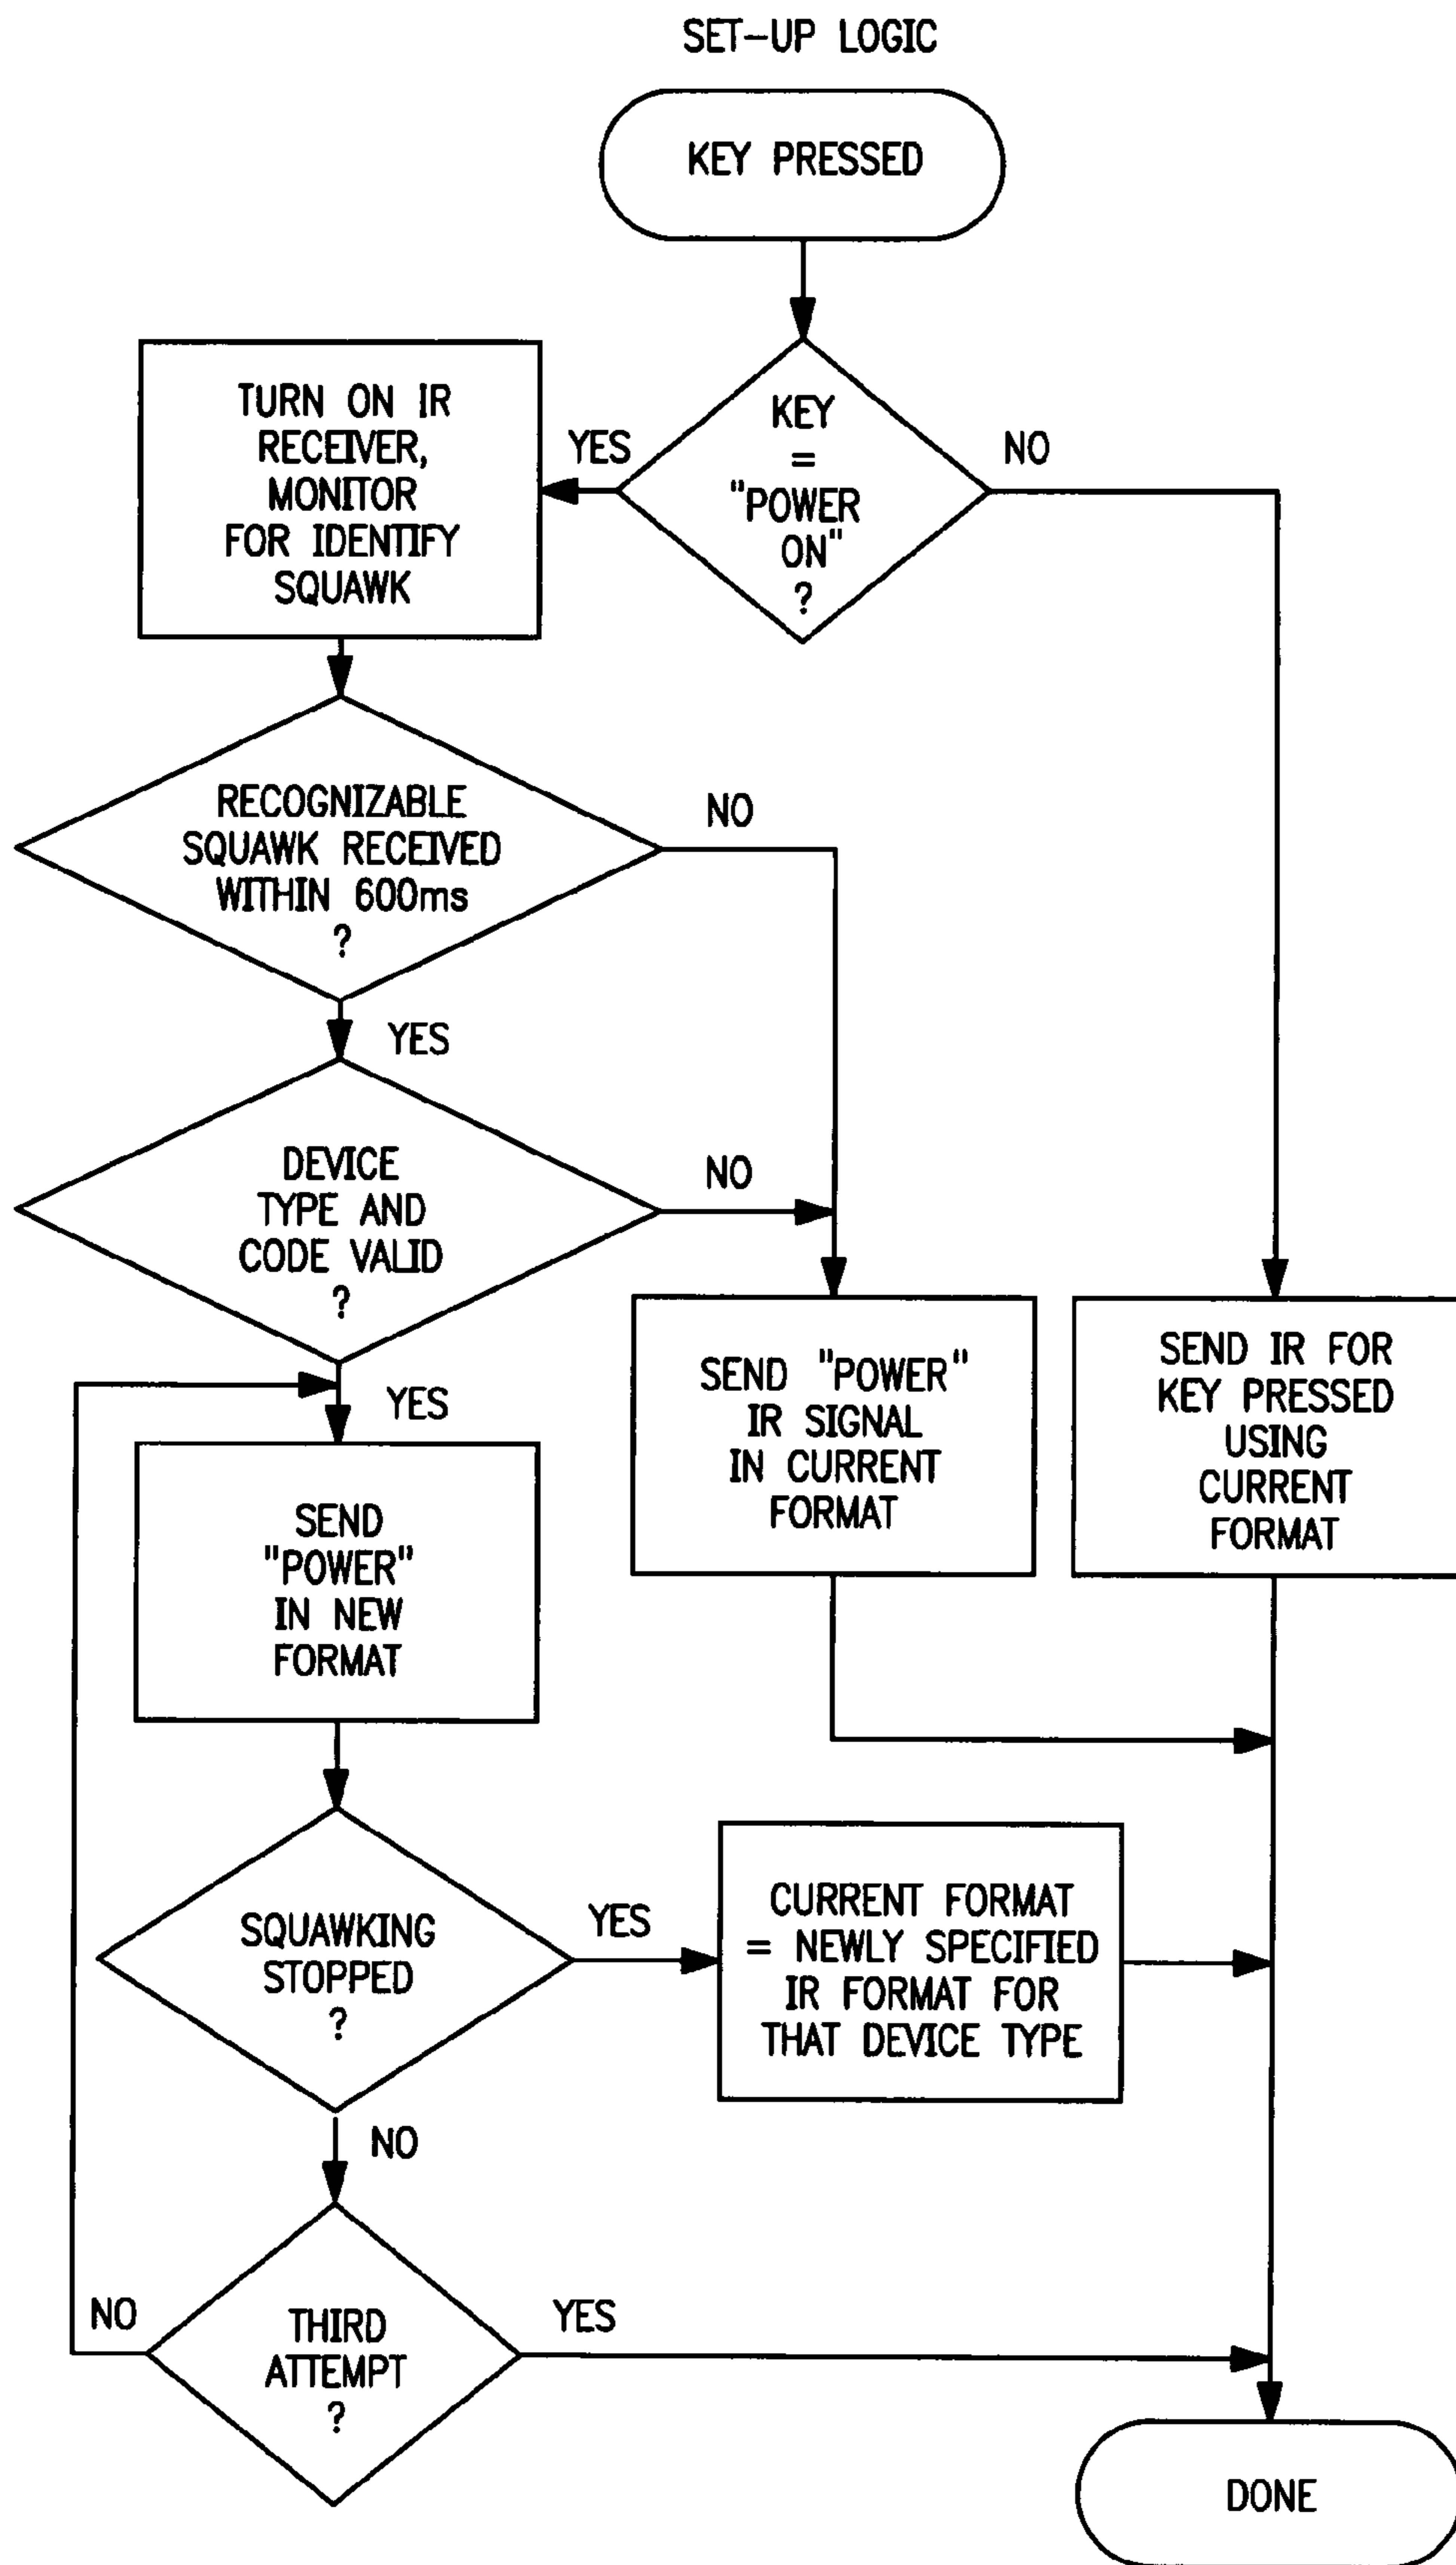 SET-UP LOGIC
KEY PRESSED
KEY
=
"POWER
ON"
?
YES
NO
TURN ON IR
RECEIVER,
MONITOR
FOR IDENTIFY
SQUAWK
RECOGNIZABLE
SQUAWK RECEIVED
WITHIN 600ms
?
NO
YES
DEVICE
TYPE AND
CODE VALID
?
NO
YES
SEND "POWER"
IR SIGNAL
IN CURRENT
FORMAT
SEND IR FOR
KEY PRESSED
USING
CURRENT
FORMAT
SEND
"POWER"
IN NEW
FORMAT
SQUAWKING
STOPPED
?
YES
CURRENT FORMAT
= NEWLY SPECIFIED
IR FORMAT FOR
THAT DEVICE TYPE
NO
THIRD
ATTEMPT
?
NO
YES
DONE